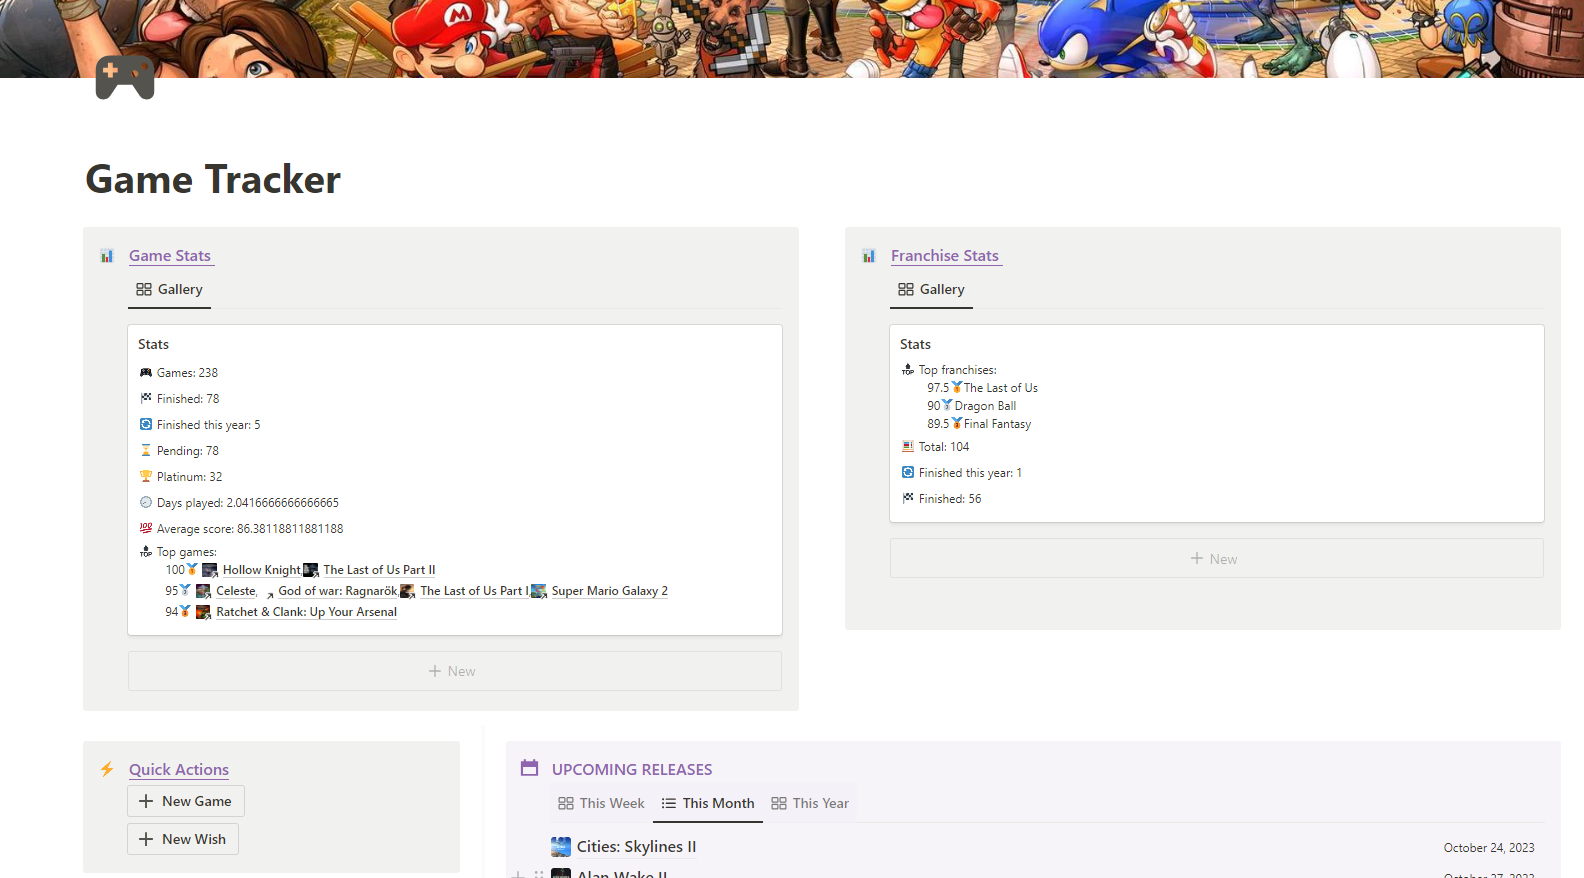 Game Tracker
Game Stats
Gallery
Stats
Games: 238
Finished: 78
Finished this year: 5
Pending: 78
Platinum: 32
Days played: 2.0416666666666665
Average score: 86.38118811881188
TOP Top games:
100🥇 Hollow Knight, The Last of Us Part II
95🥈 Celeste, God of war: Ragnarök, The Last of Us Part I, Super Mario Galaxy 2
94🥉 Ratchet & Clank: Up Your Arsenal
+ New
Franchise Stats
Gallery
Stats
TOP Top franchises:
97.5🥇The Last of Us
90🥈Dragon Ball
89.5🥉Final Fantasy
Total: 104
Finished this year: 1
Finished: 56
+ New
Quick Actions
+ New Game
+ New Wish
UPCOMING RELEASES
This Week This Month This Year
Cities: Skylines II October 24, 2023
Alan Wake II October 27, 2023